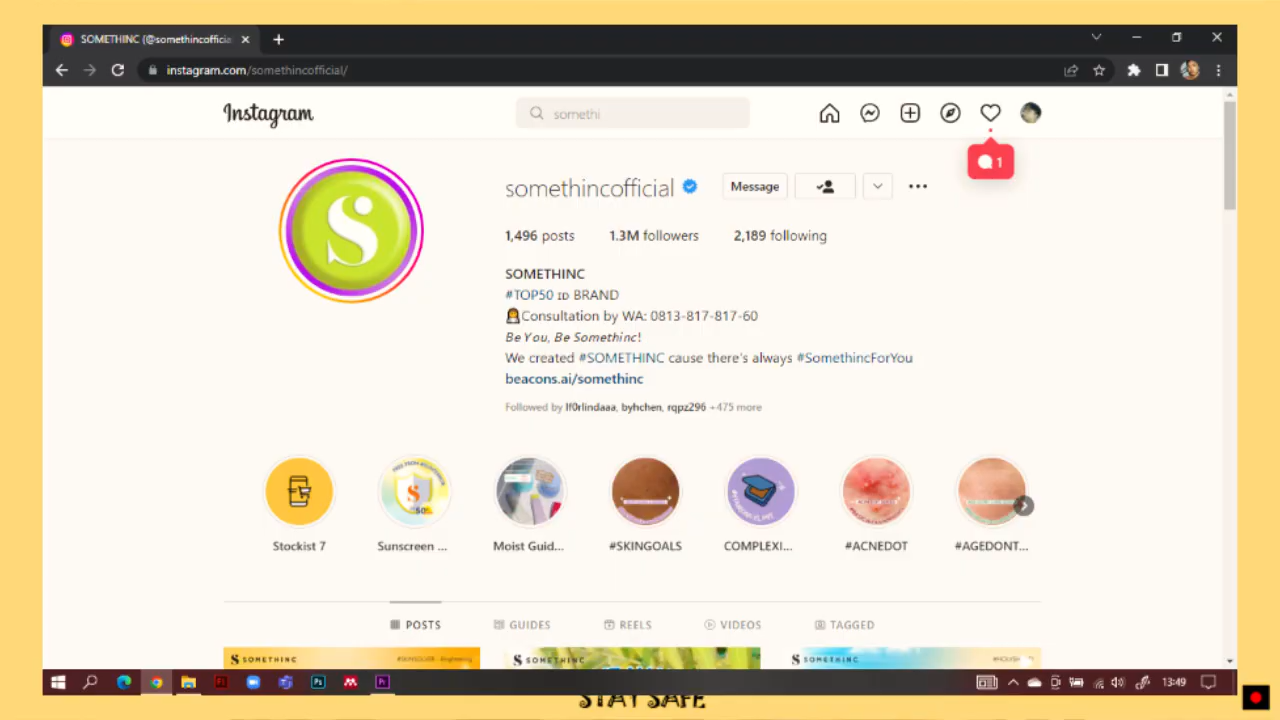 SOMETHINC (@somethincofficia
instagram.com/somethincofficial/
Instagram
somethi
1
somethincofficial
Message
1,496 posts 1.3M followers 2,189 following
SOMETHINC
#TOP50 ID BRAND
Consultation by WA: 0813-817-817-60
Be You, Be Somethinc!
We created #SOMETHINC cause there's always #SomethincForYou
beacons.ai/somethinc
Followed by lf0rlindaaa, byhchen, rqpz296 +475 more
Stockist 7 Sunscreen ... Moist Guid... #SKINGOALS COMPLEXI... #ACNEDOT #AGEDONT...
POSTS GUIDES REELS VIDEOS TAGGED
SOMETHINC SOMETHINC SOMETHINC
13:49
STAY SAFE